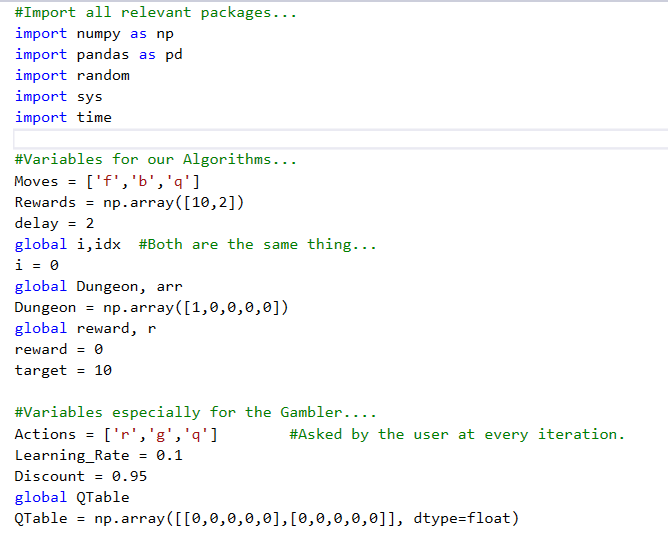 #Import all relevant packages...
import numpy as np
import pandas as pd
import random
import sys
import time
#Variables for our Algorithms...
Moves = ['f','b','q']
Rewards = np.array([10,2])
delay = 2
global i,idx  #Both are the same thing...
i = 0
global Dungeon, arr
Dungeon = np.array([1,0,0,0,0])
global reward, r
reward = 0
target = 10
#Variables especially for the Gambler....
Actions = ['r','g','q']        #Asked by the user at every iteration.
Learning_Rate = 0.1
Discount = 0.95
global QTable
QTable = np.array([[0,0,0,0,0],[0,0,0,0,0]], dtype=float)